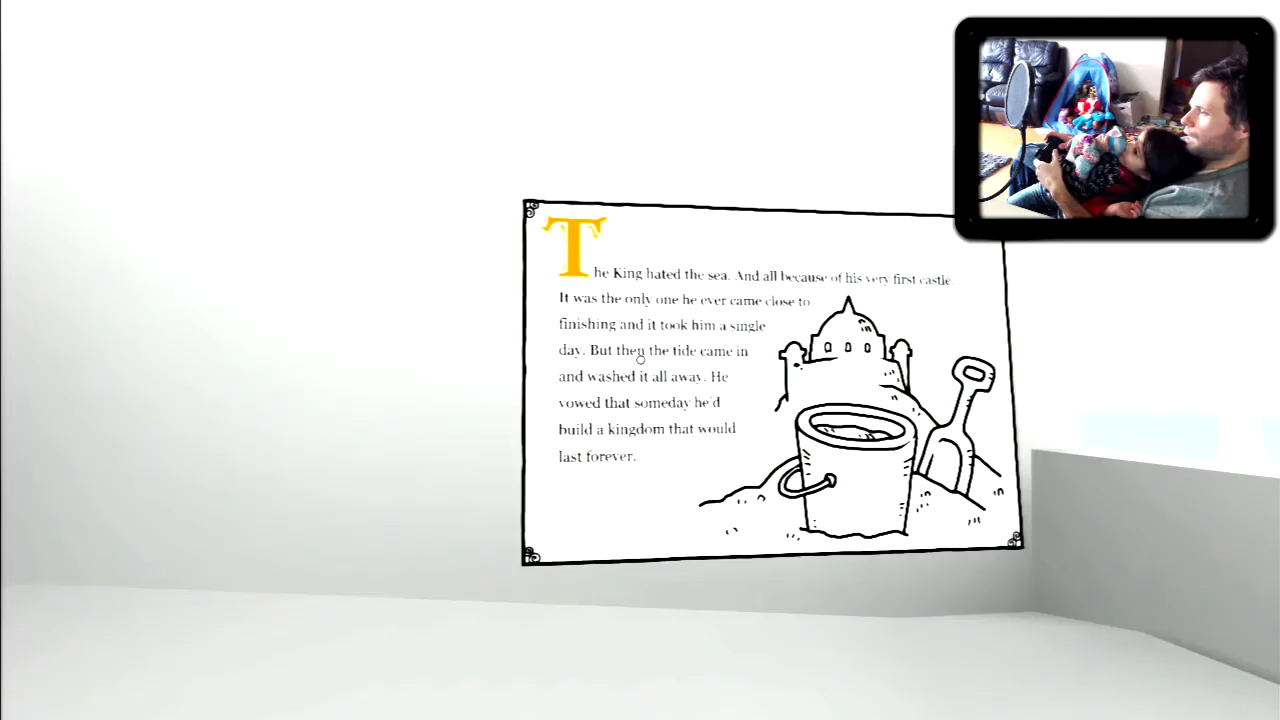 The King hated the sea. And all because of his very first castle.
It was the only one he ever came close to
finishing and it took him a single
day. But then the tide came in
and washed it all away. He
vowed that someday he'd
build a kingdom that would
last forever.